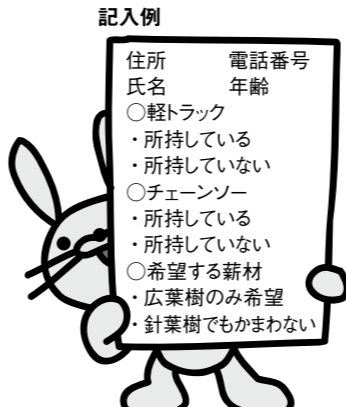 記入例
住所　　　電話番号
氏名　　　年齢
○軽トラック
・所持している
・所持していない
○チェーンソー
・所持している
・所持していない
○希望する薪材
・広葉樹のみ希望
・針葉樹でもかまわない